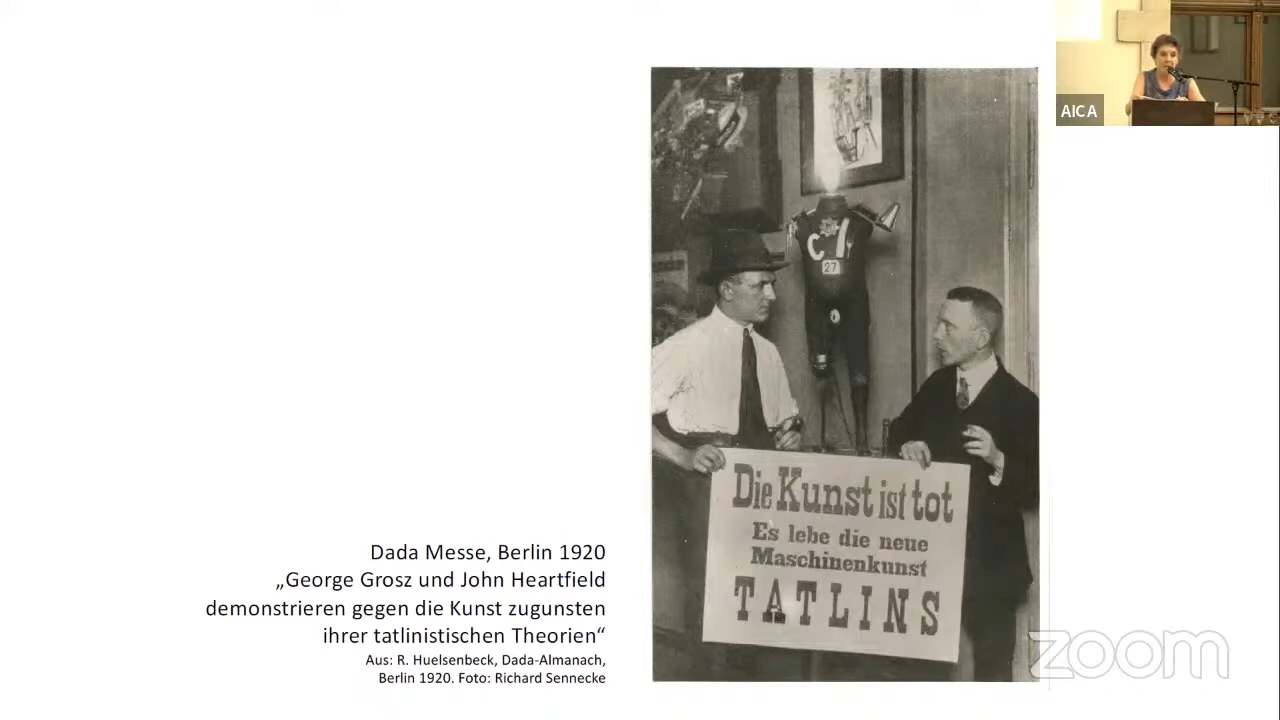 AICA
c 1
27
Die Kunst ist tot
Es lebe die neue
Maschinenkunst
TATLINS
Dada Messe, Berlin 1920
„George Grosz und John Heartfield
demonstrieren gegen die Kunst zugunsten
ihrer tatlinistischen Theorien“
Aus: R. Huelsenbeck, Dada-Almanach,
Berlin 1920. Foto: Richard Sennecke
zoom